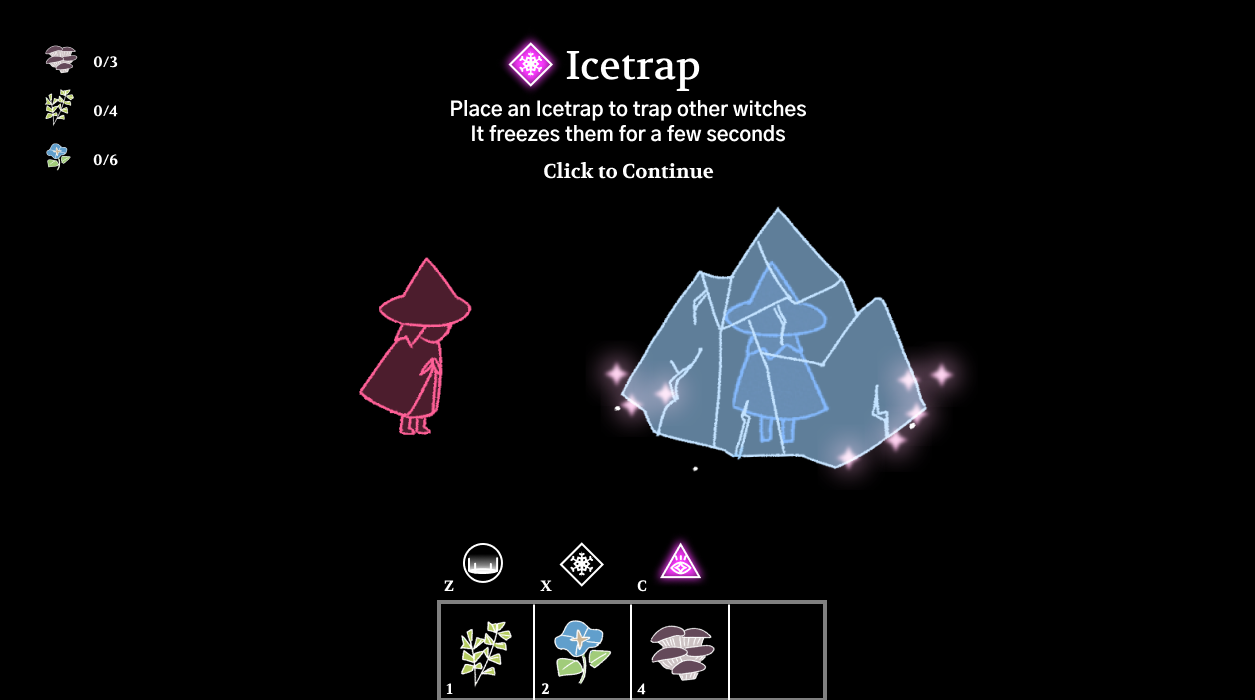 0/3
0/4
0/6
Icetrap
Place an Icetrap to trap other witches
It freezes them for a few seconds
Click to Continue
Z X C
1 2 4